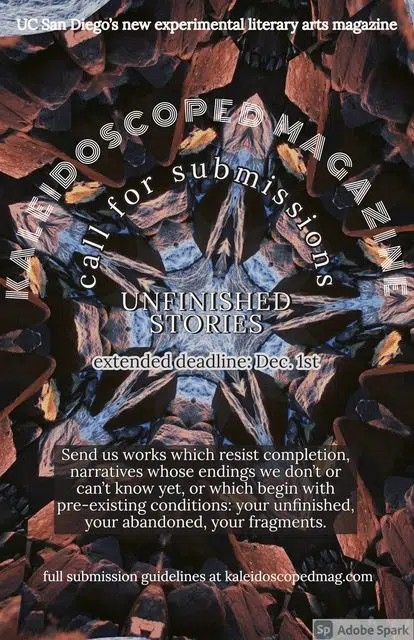 UC San Diego's new experimental literary arts magazine
KALEIDOSCOPED MAGAZINE
call for submissions
UNFINISHED
STORIES
extended deadline: Dec. 1st
Send us works which resist completion,
narratives whose endings we don't or
can't know yet, or which begin with
pre-existing conditions: your unfinished,
your abandoned, your fragments.
full submission guidelines at kaleidoscopedmag.com
Sp Adobe Spark